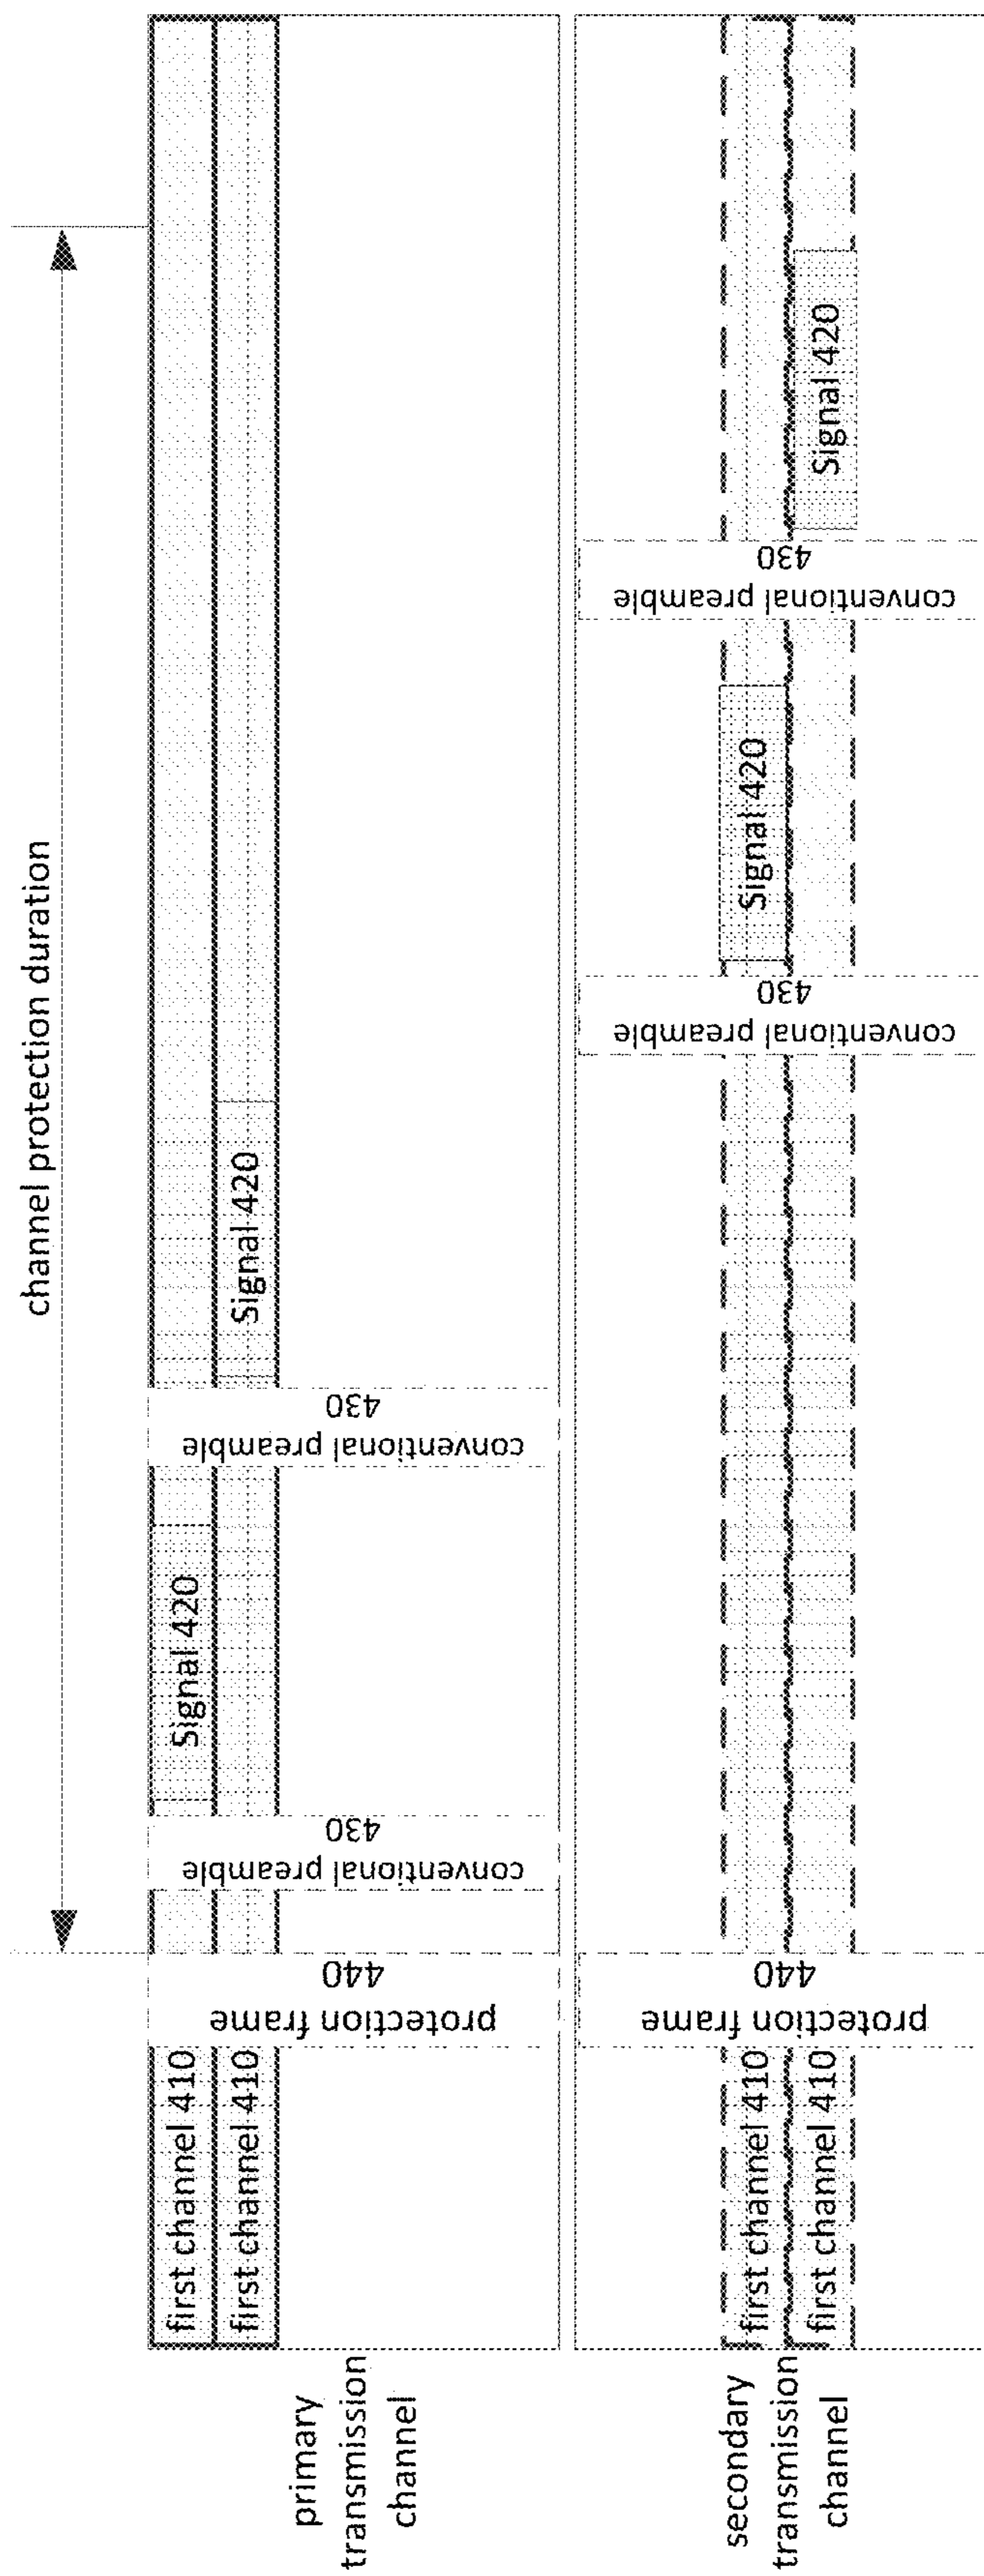 channel protection duration
primary
transmission
channel
first channel 410
first channel 410
protection frame
440
conventional preamble
430
Signal 420
conventional preamble
430
Signal 420
secondary
transmission
channel
first channel 410
first channel 410
protection frame
440
conventional preamble
430
Signal 420
conventional preamble
430
Signal 420